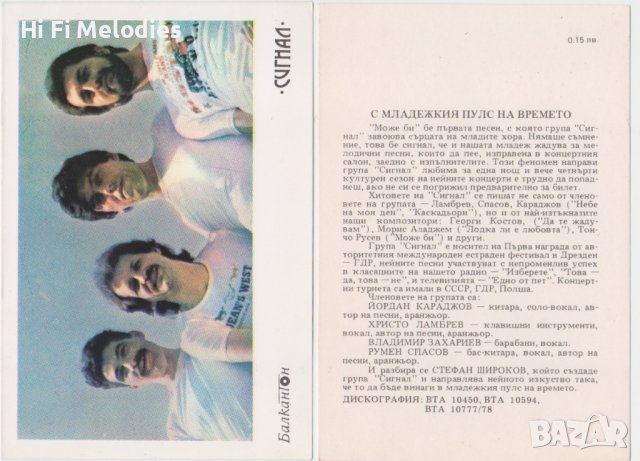 Hi Fi Melodies
·СИГНАЛ·
Балкантон
JEAN'S WEST
0.15 лв.
С МЛАДЕЖКИЯ ПУЛС НА ВРЕМЕТО
"Може би" бе първата песен, с която група "Сиг-
нал" завоюва сърцата на младите хора. Нямаше съмне-
ние, това бе сигнал, че и нашата младеж жадува за ме-
лодични песни, които да пее, изправена в концертния
салон, заедно с изпълнителите. Този феномен направи
група "Сигнал" любима за една нощ и вече четвърти
културен сезон на нейните концерти е трудно да попад-
неш, ако не си се погрижил предварително за билет.
Хитовете на "Сигнал" се пишат не само от члено-
вете на групата — Ламбрев, Спасов, Караджов ("Небе
на моя ден", "Каскадьори"), но и от най-изтъкнатите
наши композитори: Георги Костов, ("Да те жаду-
вам"), Морис Аладжем ("Лодка ли е любовта"), Тон-
чо Русев ("Може би") и други.
Група "Сигнал" е носител на Първа награда от ав-
торитетния международен естраден фестивал в Дрезден
— ГДР, нейните песни участвуват с непроменлив успех
в класациите на нашето радио — "Изберете", "Това -
да, това — не", и телевизията — "Едно от пет". Концерт-
ни турнета са имали в СССР, ГДР, Полша.
Членовете на групата са:
ЙОРДАН КАРАДЖОВ — китара, соло-вокал, ав-
тор на песни, аранжьор.
ХРИСТО ЛАМБРЕВ — клавишни инструменти,
вокал, автор на песни, аранжьор.
ВЛАДИМИР ЗАХАРИЕВ — барабани, вокал.
РУМЕН СПАСОВ — бас-китара, вокал, автор на
песни, аранжьор.
И разбира се СТЕФАН ШИРОКОВ, който създаде
група "Сигнал" и направлява нейното изкуство така,
че то да бъде винаги в младежкия пулс на времето.
ДИСКОГРАФИЯ: ВТА 10450, ВТА 10594,
ВТА 10777/78
BAZAR